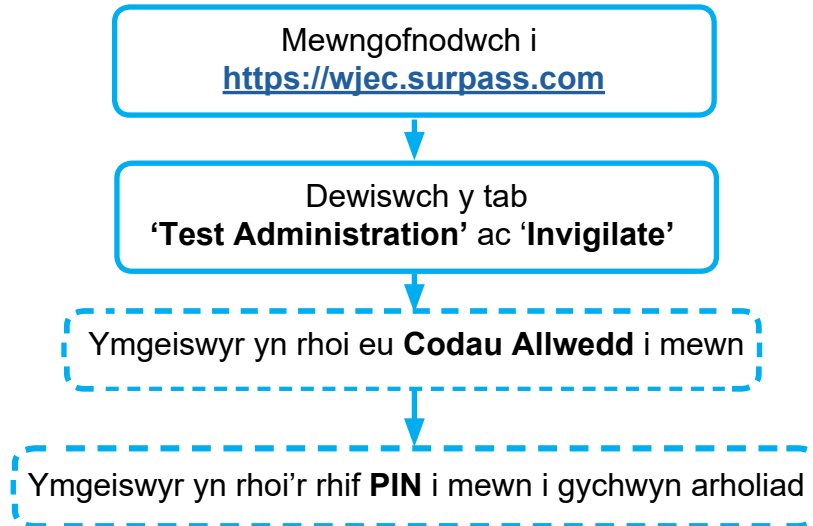 Mewngofnodwch i
https://wjec.surpass.com
Dewiswch y tab
‘Test Administration’ ac ‘Invigilate’
Ymgeiswyr yn rhoi eu Codau Allwedd i mewn
Ymgeiswyr yn rhoi’r rhif PIN i mewn i gychwyn arholiad